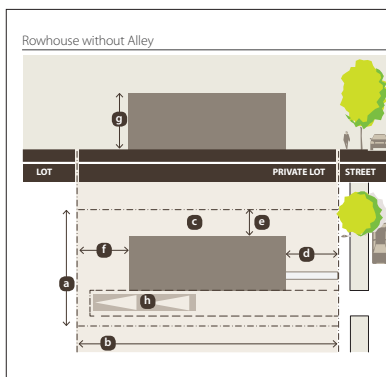 Rowhouse without Alley
g
LOT PRIVATE LOT STREET
c e
f d
a
h
b